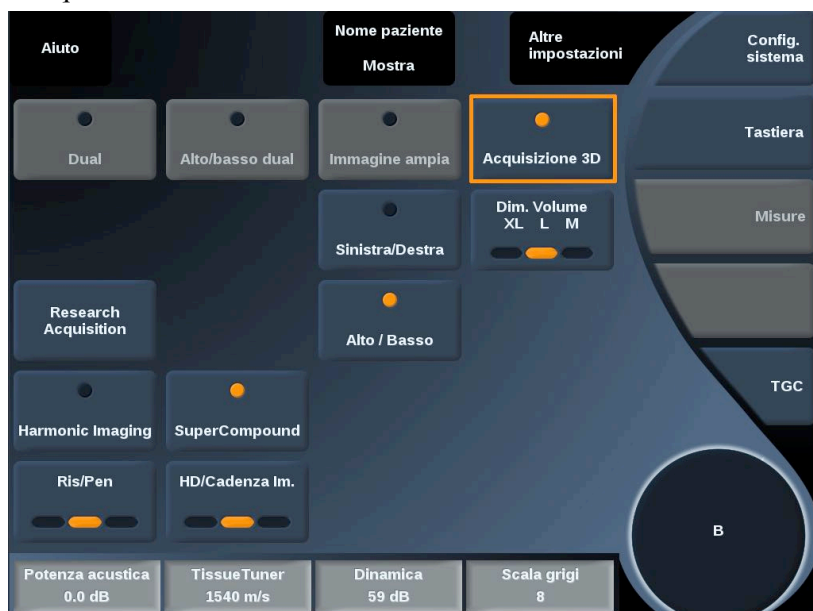 Aiuto
Nome paziente
Mostra
Altre
impostazioni
Config.
sistema
Dual
Alto/basso dual
Immagine ampia
Acquisizione 3D
Tastiera
Sinistra/Destra
Dim. Volume
XL L M
Misure
Research
Acquisition
Alto / Basso
Harmonic Imaging
SuperCompound
TGC
Ris/Pen
HD/Cadenza Im.
B
Potenza acustica
0.0 dB
TissueTuner
1540 m/s
Dinamica
59 dB
Scala grigi
8